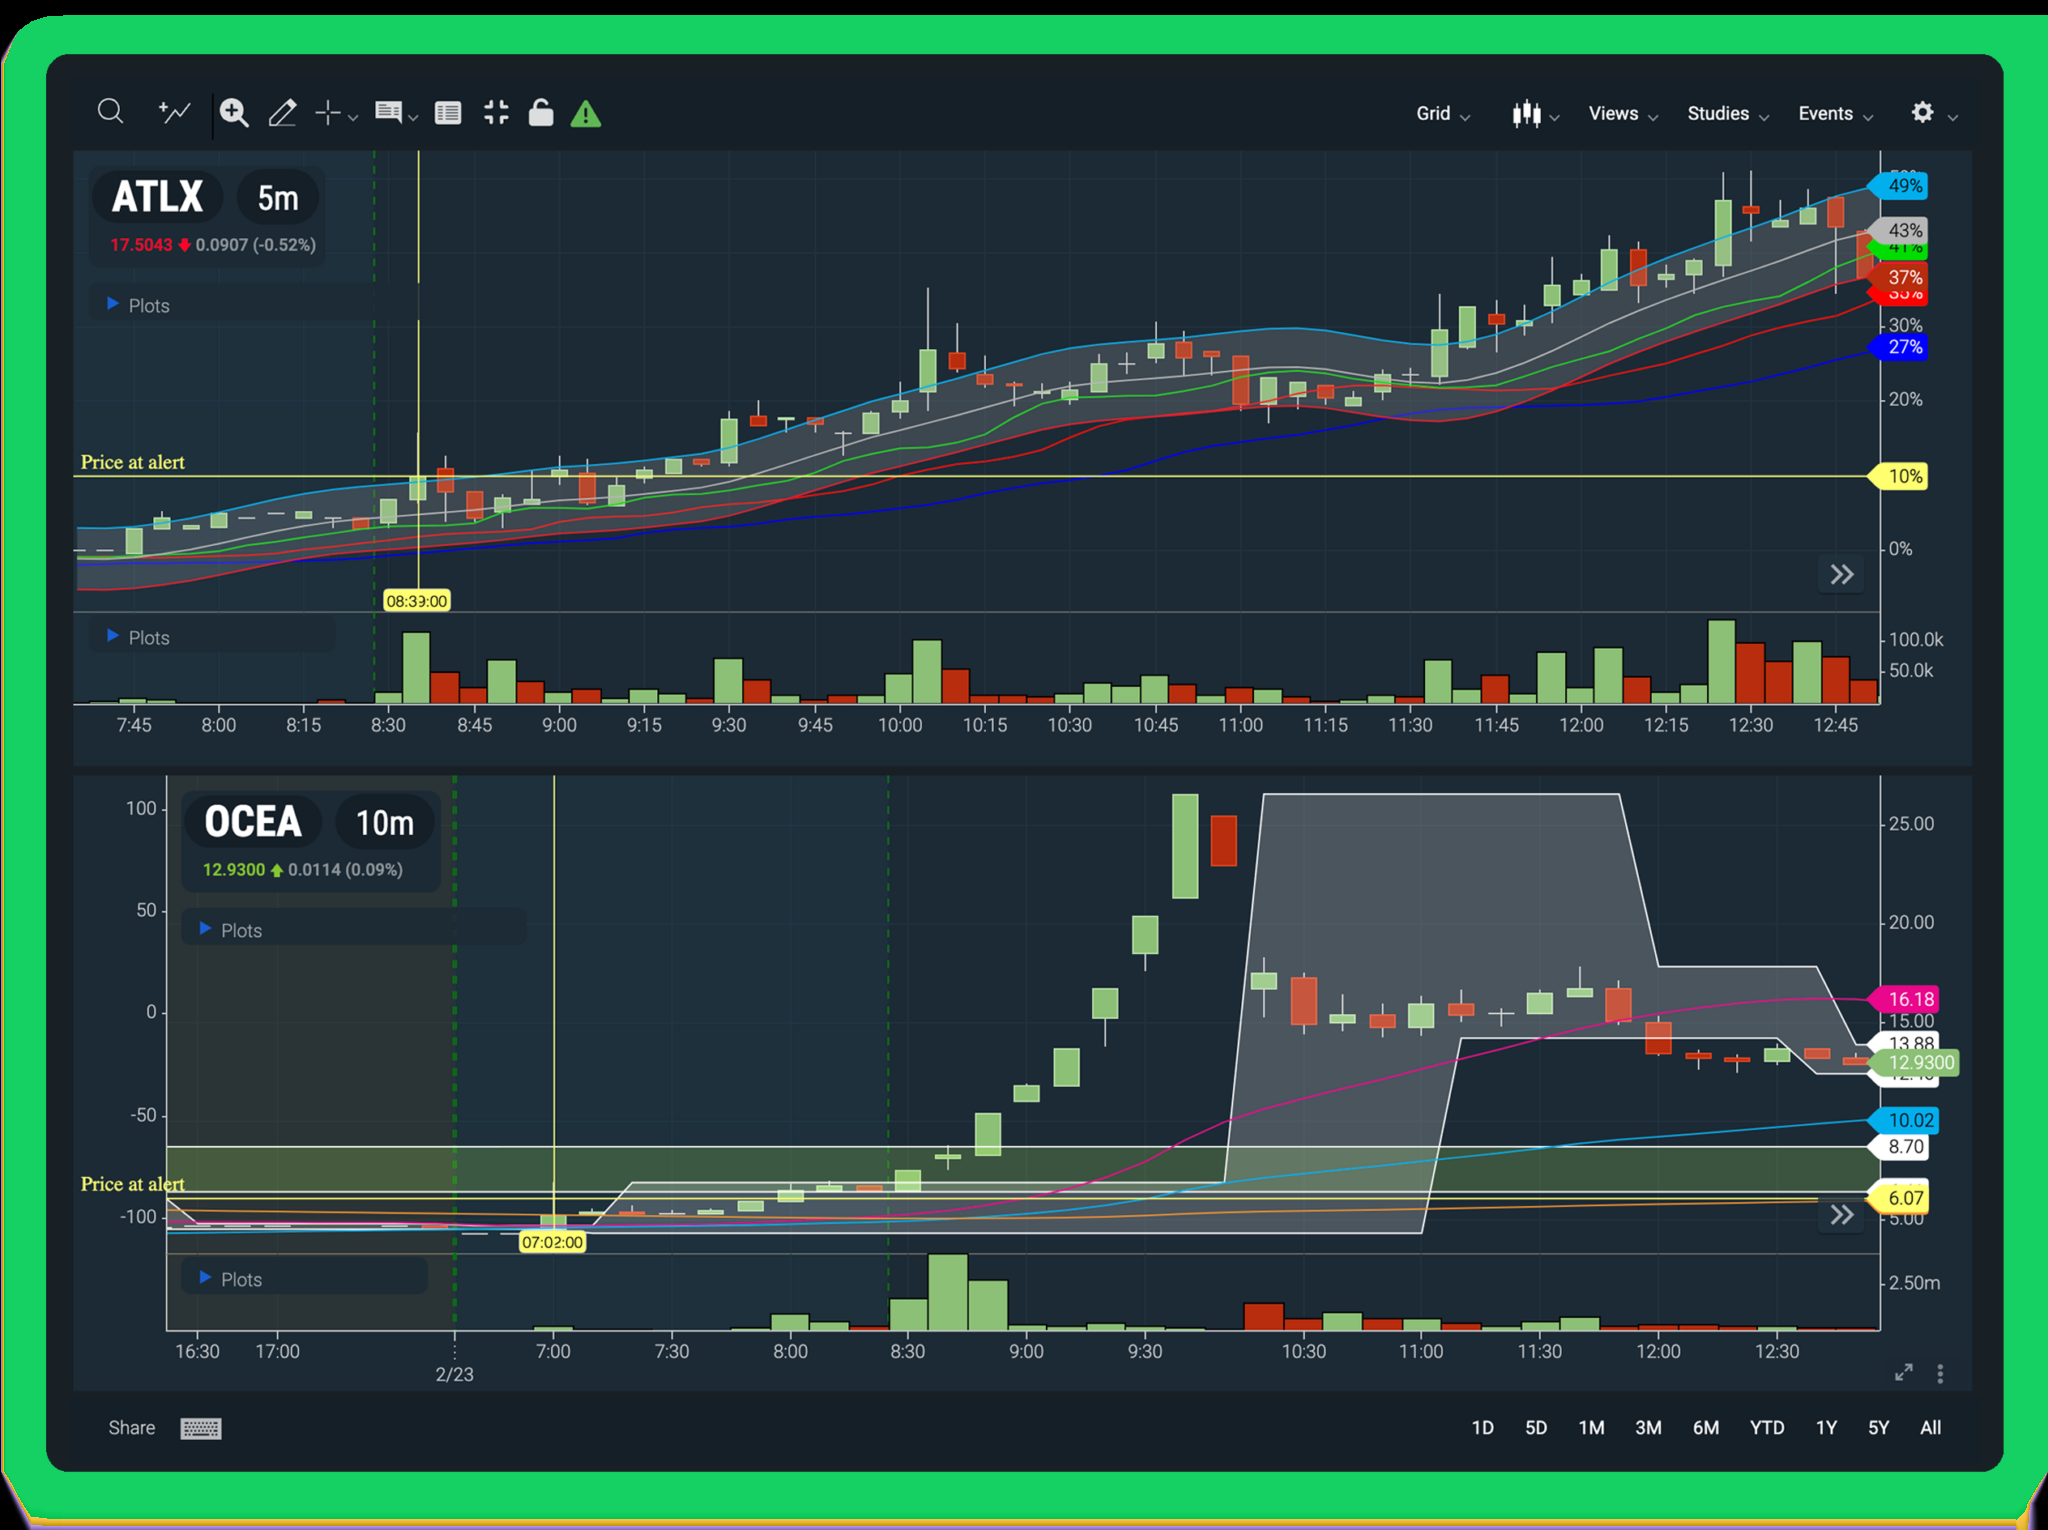 Grid Views Studies Events
ATLX 5m
17.5043 0.0907 (-0.52%)
Plots
Price at alert
08:39:00
49%
43%
41%
37%
30%
27%
20%
10%
0%
Plots
100.0k
50.0k
7:45 8:00 8:15 8:30 8:45 9:00 9:15 9:30 9:45 10:00 10:15 10:30 10:45 11:00 11:15 11:30 11:45 12:00 12:15 12:30 12:45
OCEA 10m
12.9300 0.0114 (0.09%)
Plots
100
50
0
-50
-100
Price at alert
07:02:00
25.00
20.00
16.18
15.00
13.88
12.9300
10.02
8.70
6.07
5.00
Plots
2.50m
16:30 17:00 7:00 7:30 8:00 8:30 9:00 9:30 10:30 11:00 11:30 12:00 12:30
2/23
Share 1D 5D 1M 3M 6M YTD 1Y 5Y All